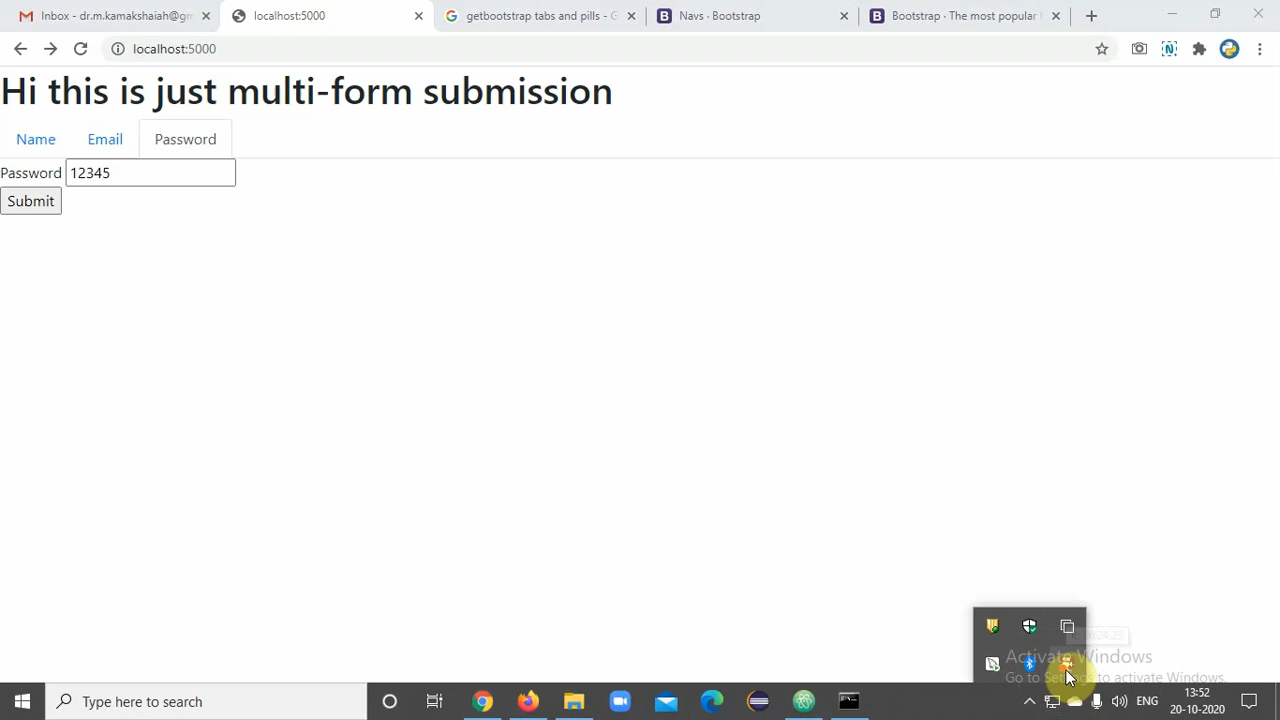 Inbox - dr.m.kamakshaiah@gm
localhost:5000
getbootstrap tabs and pills - G
Navs · Bootstrap
Bootstrap · The most popular
localhost:5000
Hi this is just multi-form submission
Name
Email
Password
Password 12345
Submit
Activate Windows
Go to Settings to activate Windows.
Type here to search
ENG
13:52
20-10-2020